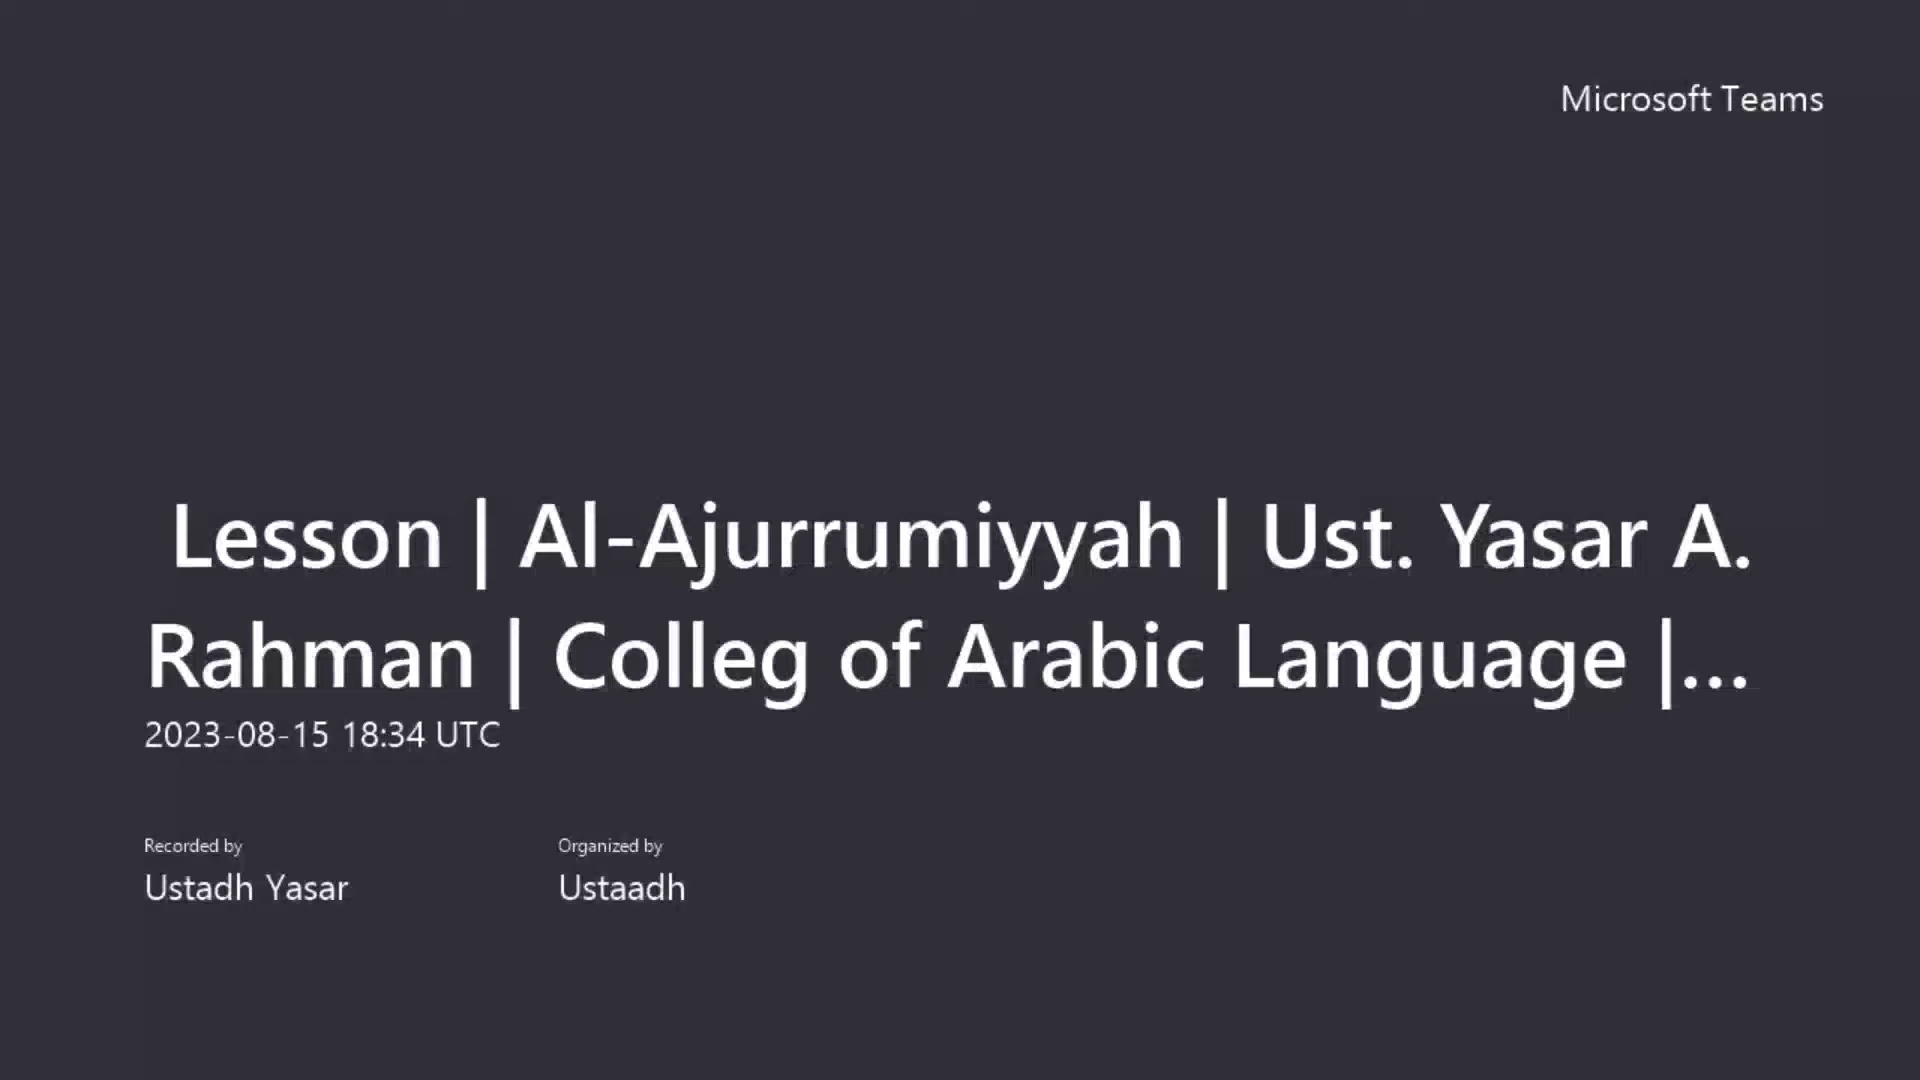 Microsoft Teams
Lesson | Al-Ajurrumiyyah | Ust. Yasar A.
Rahman | Colleg of Arabic Language |...
2023-08-15 18:34 UTC
Recorded by
Ustadh Yasar
Organized by
Ustaadh